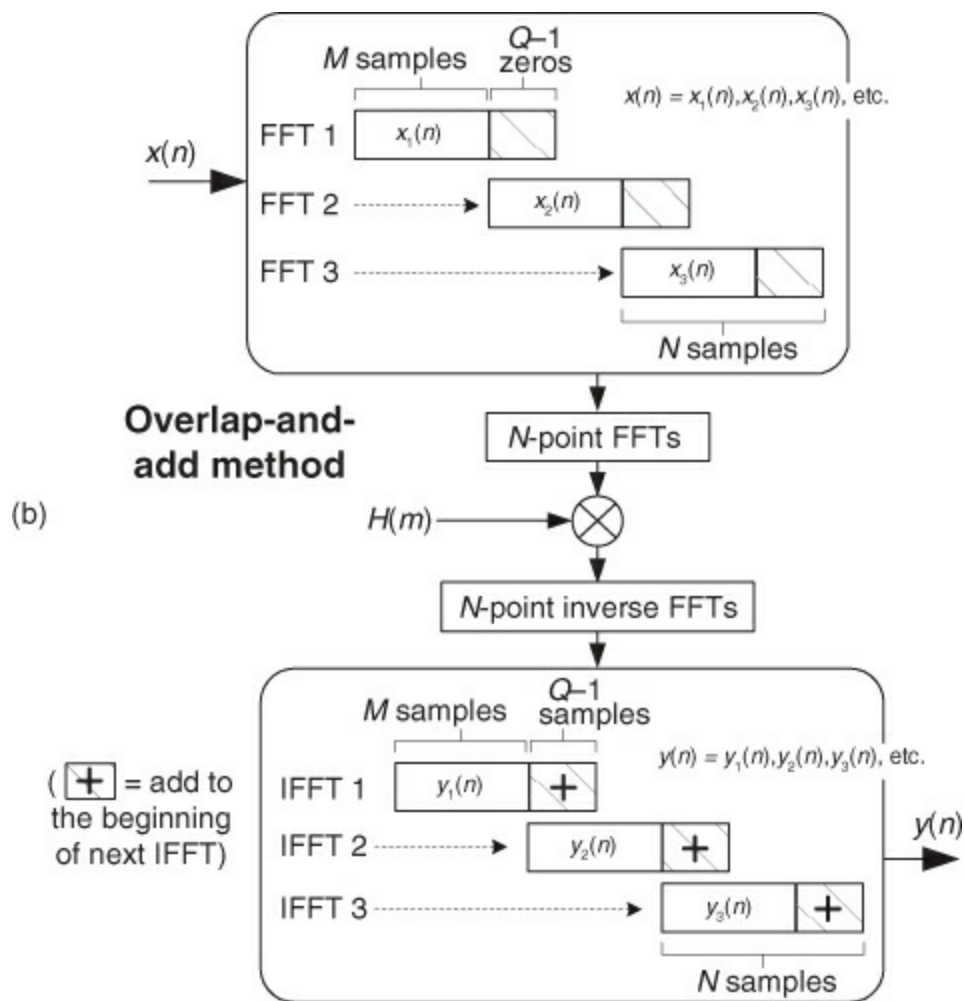 Q–1
M samples zeros
x(n) = x₁(n),x₂(n),x₃(n), etc.
FFT 1 x₁(n)
x(n)
FFT 2 x₂(n)
FFT 3 x₃(n)
N samples
Overlap-and-
add method
N-point FFTs
(b)
H(m)
N-point inverse FFTs
Q–1
M samples samples
y(n) = y₁(n),y₂(n),y₃(n), etc.
IFFT 1 y₁(n) +
( + = add to
the beginning
of next IFFT)
IFFT 2 y₂(n) +
y(n)
IFFT 3 y₃(n) +
N samples